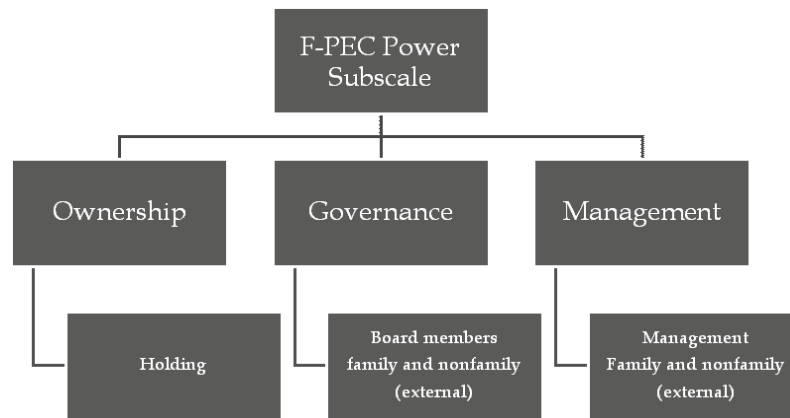 F-PEC Power
Subscale
Ownership
Governance
Management
Holding
Board members
family and nonfamily
(external)
Management
Family and nonfamily
(external)